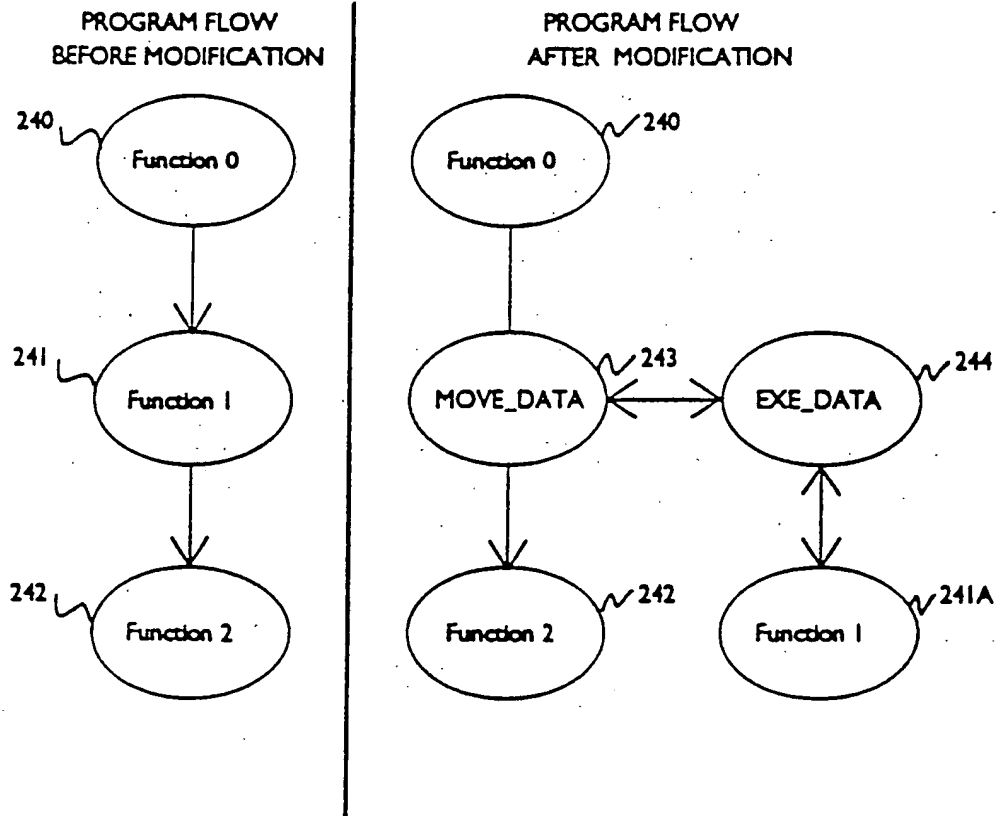 PROGRAM FLOW
BEFORE MODIFICATION
240
Function 0
241
Function 1
242
Function 2
PROGRAM FLOW
AFTER MODIFICATION
240
Function 0
243
MOVE_DATA
244
EXE_DATA
242
Function 2
241A
Function 1